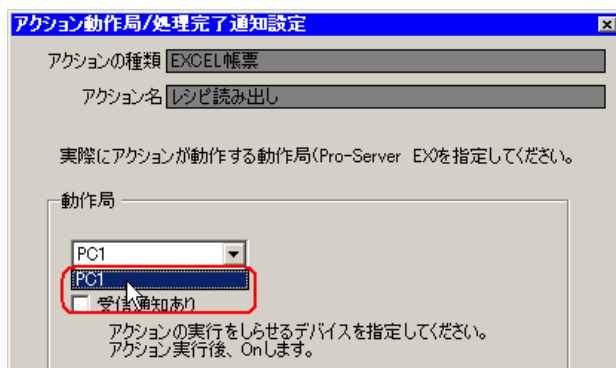 アクション動作局/処理完了通知設定
アクションの種類 EXCEL帳票
アクション名 レシピ読み出し
実際にアクションが動作する動作局(Pro-Server EX)を指定してください。
動作局
PC1
PC1
受信通知あり
アクションの実行をしらせるデバイスを指定してください。
アクション実行後、Onします。